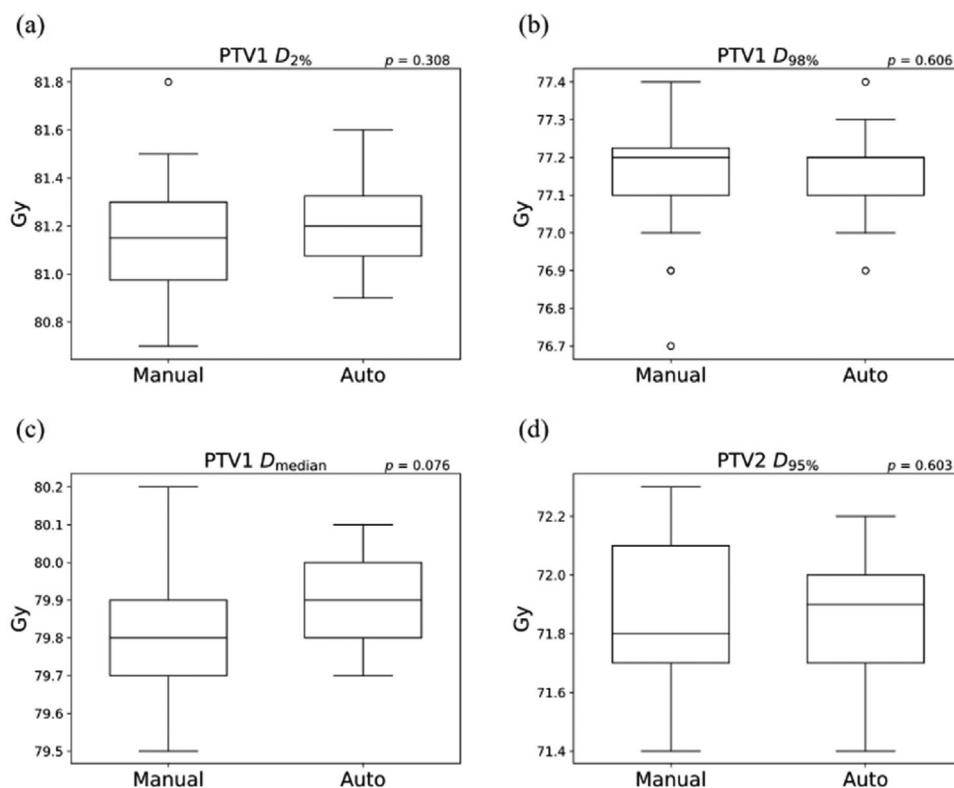 (a)
PTV1 D2%
p = 0.308
81.8
81.6
81.4
81.2
81.0
80.8
Gy
Manual
Auto
(b)
PTV1 D98%
p = 0.606
77.4
77.3
77.2
77.1
77.0
76.9
76.8
76.7
Gy
Manual
Auto
(c)
PTV1 Dmedian
p = 0.076
80.2
80.1
80.0
79.9
79.8
79.7
79.6
79.5
Gy
Manual
Auto
(d)
PTV2 D95%
p = 0.603
72.2
72.0
71.8
71.6
71.4
Gy
Manual
Auto